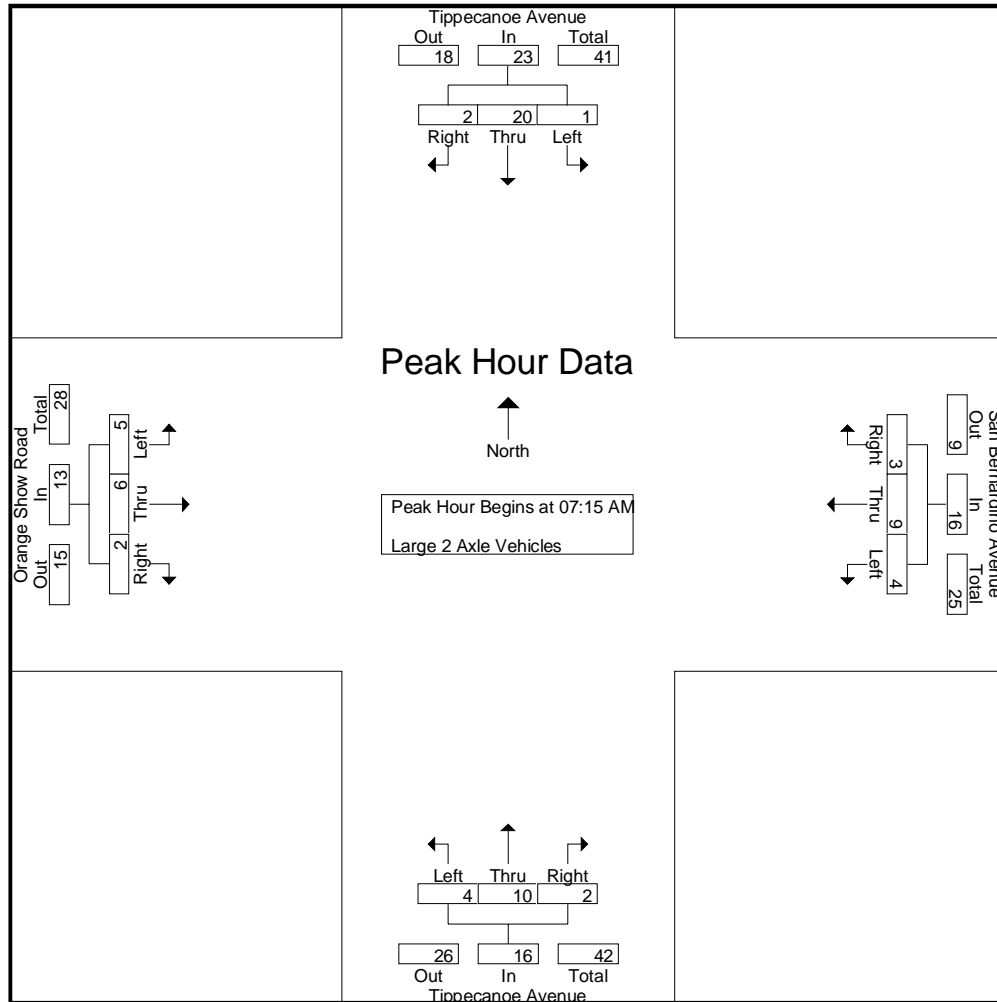 Tippecanoe Avenue
Out In Total
18 23 41
2 20 1
Right Thru Left
Peak Hour Data
North
Peak Hour Begins at 07:15 AM
Large 2 Axle Vehicles
Orange Show Road
Out In Total
15 13 28
Left Thru Right
5 6 2
San Bernardino Avenue
Out In Total
9 16 25
Right Thru Left
3 9 4
Left Thru Right
4 10 2
26 16 42
Out In Total
Tippecanoe Avenue